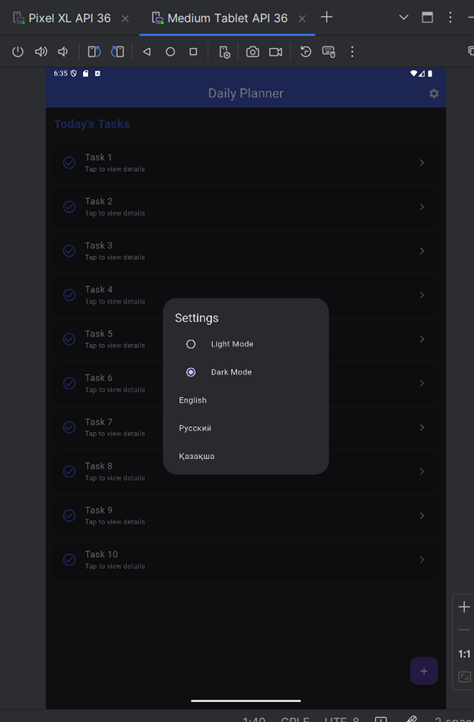 Pixel XL API 36
Medium Tablet API 36
6:35
Daily Planner
Today's Tasks
Task 1
Tap to view details
Task 2
Tap to view details
Task 3
Tap to view details
Task 4
Tap to view details
Task 5
Tap to view details
Task 6
Tap to view details
Task 7
Tap to view details
Task 8
Tap to view details
Task 9
Tap to view details
Task 10
Tap to view details
Settings
Light Mode
Dark Mode
English
Русский
Қазақша
1:1
1:40 CRLF UTF-8